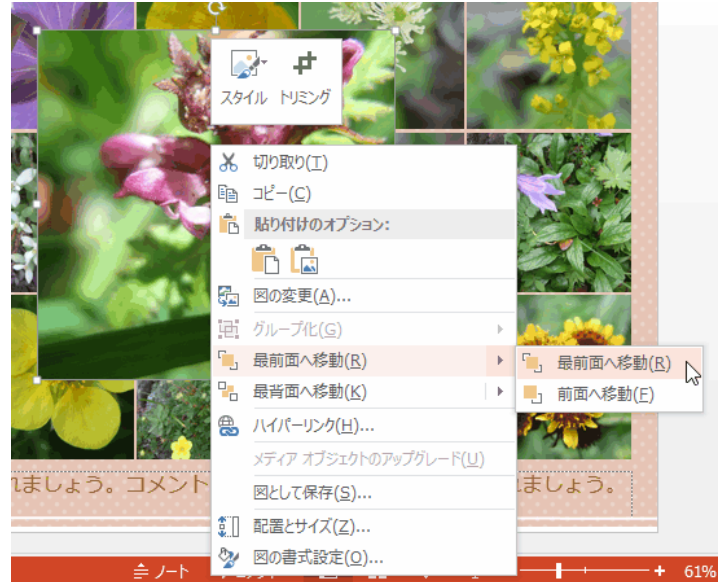 スタイル トリミング
切り取り(T)
コピー(C)
貼り付けのオプション:
図の変更(A)...
グループ化(G)
最前面へ移動(R)
最前面へ移動(R)
最背面へ移動(K)
前面へ移動(F)
ハイパーリンク(H)...
メディア オブジェクトのアップグレード(U)
れましょう。コメント
ましょう。
図として保存(S)...
配置とサイズ(Z)...
図の書式設定(O)...
ノート
61%